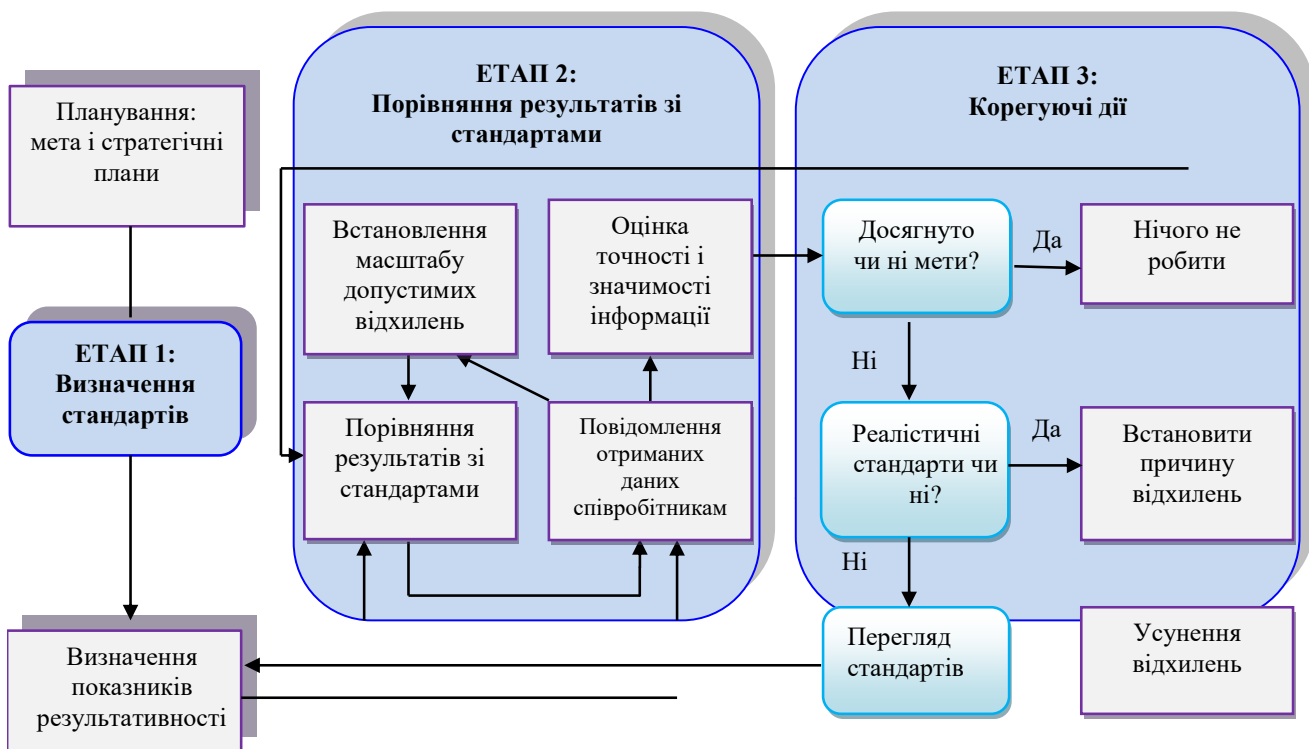 Планування:
мета і стратегічні
плани
ЕТАП 1:
Визначення
стандартів
Визначення
показників
результативності
ЕТАП 2:
Порівняння результатів зі
стандартами
Встановлення
масштабу
допустимих
відхилень
Оцінка
точності і
значимості
інформації
Порівняння
результатів зі
стандартами
Повідомлення
отриманих
даних
співробітникам
ЕТАП 3:
Корегуючі дії
Досягнуто
чи ні мети?
Да
Нічого не
робити
Ні
Реалістичні
стандарти чи
ні?
Да
Встановити
причину
відхилень
Ні
Перегляд
стандартів
Усунення
відхилень